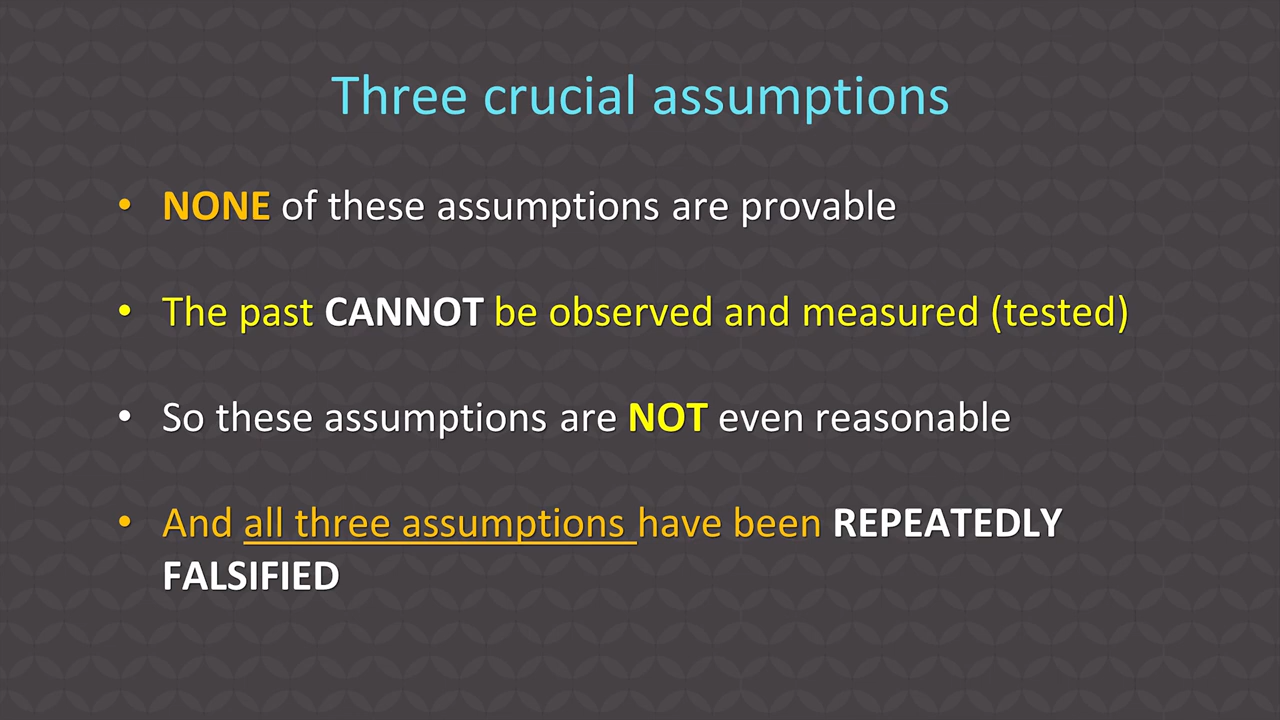 Three crucial assumptions
• NONE of these assumptions are provable
• The past CANNOT be observed and measured (tested)
• So these assumptions are NOT even reasonable
• And all three assumptions have been REPEATEDLY
FALSIFIED